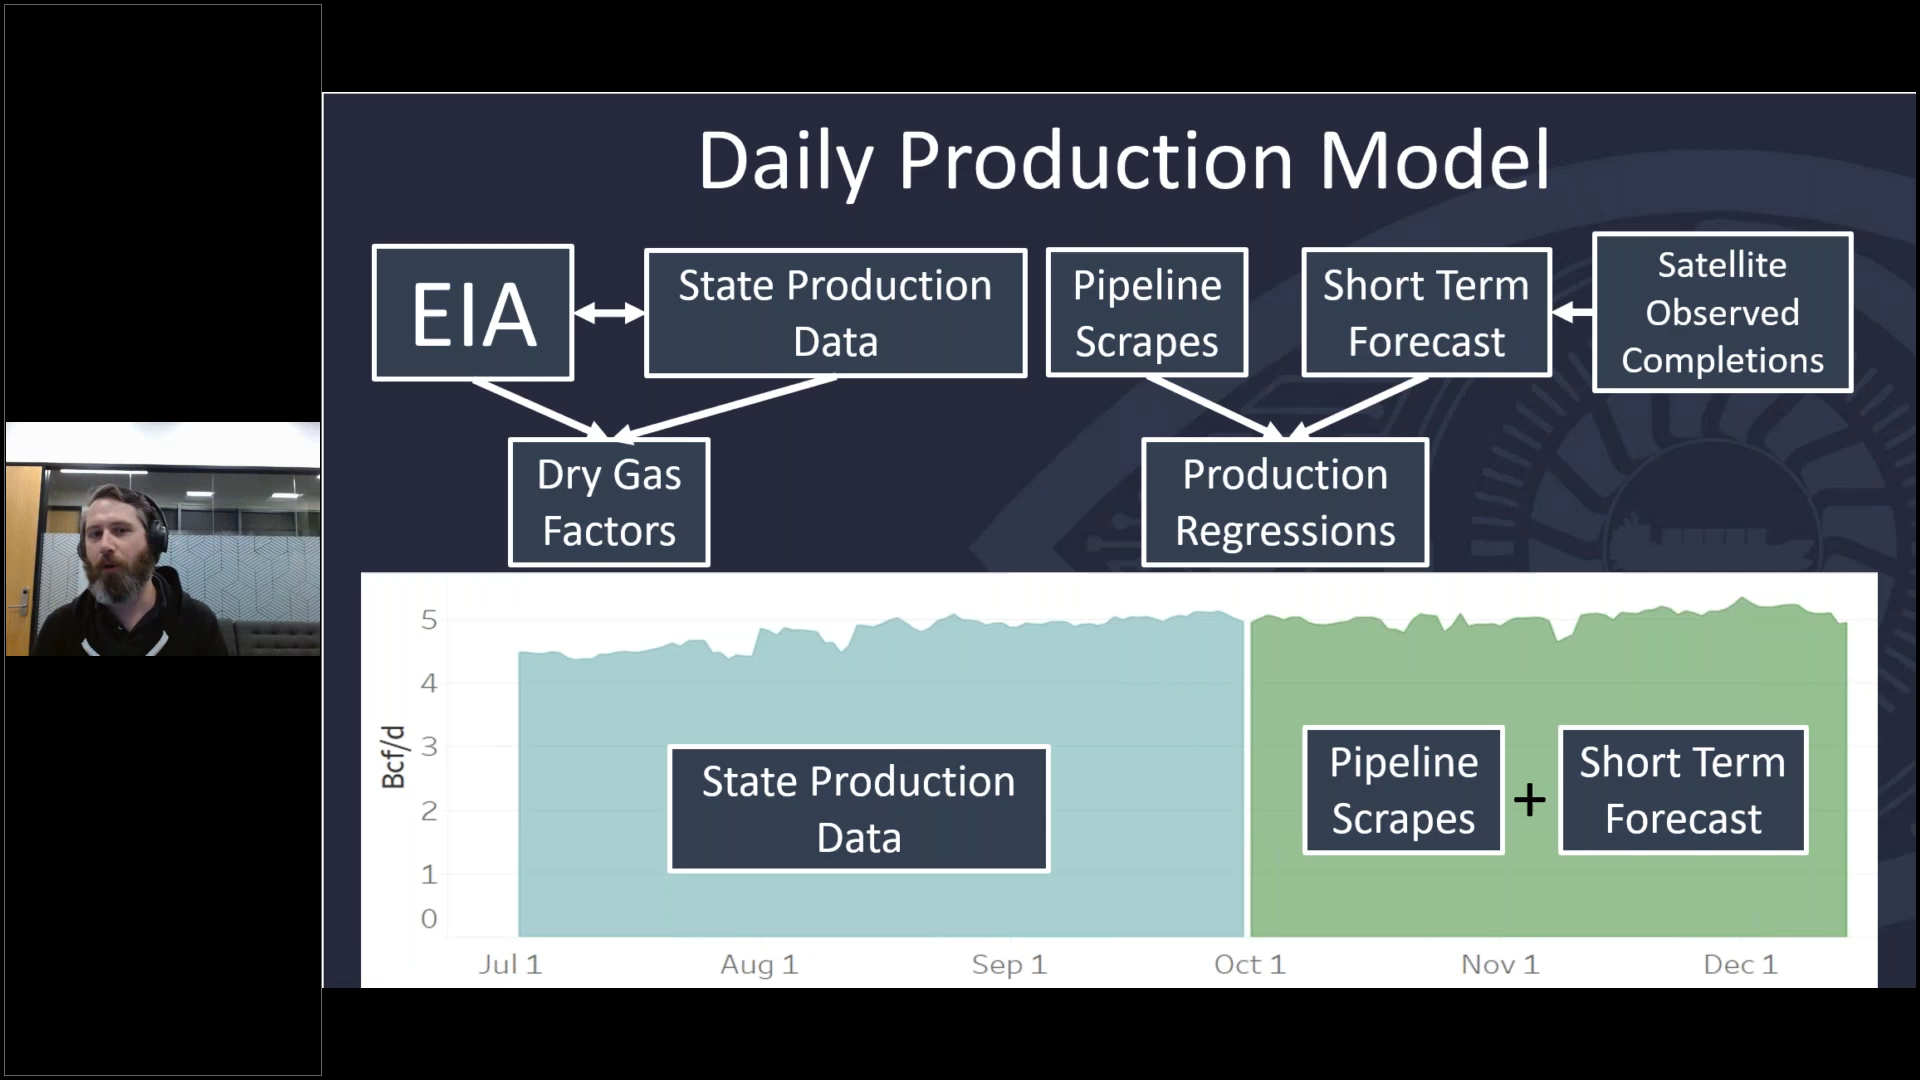 Daily Production Model
EIA
State Production
Data
Pipeline
Scrapes
Short Term
Forecast
Satellite
Observed
Completions
Dry Gas
Factors
Production
Regressions
Bcf/d
5
4
3
2
1
0
State Production
Data
Pipeline
Scrapes
+
Short Term
Forecast
Jul 1
Aug 1
Sep 1
Oct 1
Nov 1
Dec 1